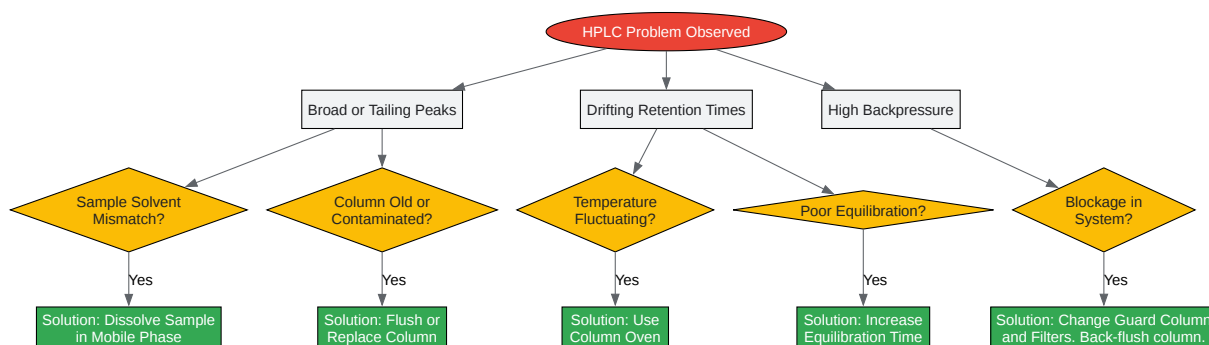 HPLC Problem Observed
Broad or Tailing Peaks
Drifting Retention Times
High Backpressure
Sample Solvent
Mismatch?
Column Old or
Contaminated?
Temperature
Fluctuating?
Poor Equilibration?
Blockage in
System?
Yes
Yes
Yes
Yes
Yes
Solution: Dissolve Sample
in Mobile Phase
Solution: Flush or
Replace Column
Solution: Use
Column Oven
Solution: Increase
Equilibration Time
Solution: Change Guard Column
and Filters. Back-flush column.